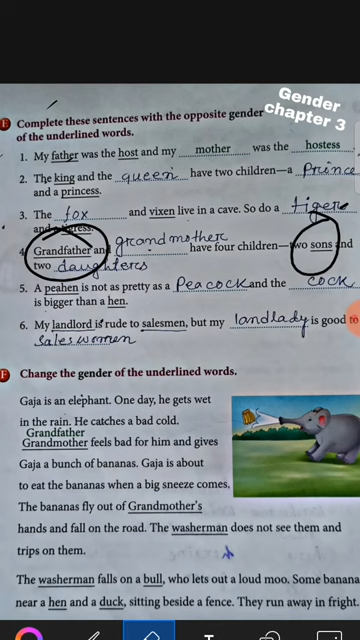 Gender
chapter 3
E Complete these sentences with the opposite gender
of the underlined words.
1. My father was the host and my mother was the hostess
2. The king and the queen have two children—a Prince
and a princess.
3. The fox and vixen live in a cave. So do a tiger
and a tigress.
4. Grandfather and grandmother have four children—two sons and
two daughters
5. A peahen is not as pretty as a Peacock and the cock
is bigger than a hen.
6. My landlord is rude to salesmen, but my landlady is good to
saleswomen
F Change the gender of the underlined words.
Gaja is an elephant. One day, he gets wet
in the rain. He catches a bad cold.
Grandfather
Grandmother feels bad for him and gives
Gaja a bunch of bananas. Gaja is about
to eat the bananas when a big sneeze comes.
The bananas fly out of Grandmother's
hands and fall on the road. The washerman does not see them and
trips on them.
The washerman falls on a bull, who lets out a loud moo. Some banana
near a hen and a duck, sitting beside a fence. They run away in fright.
T